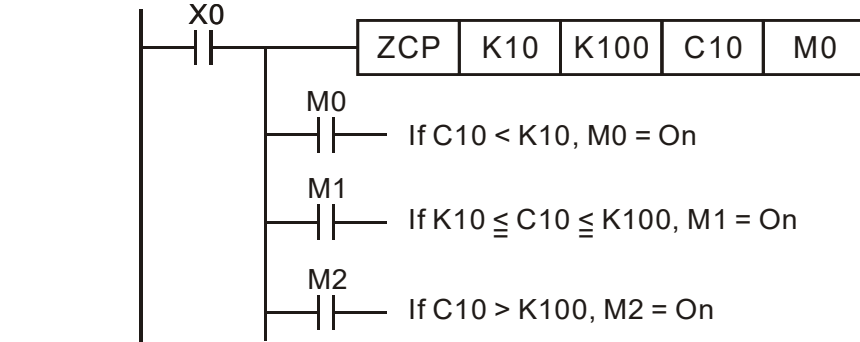 X0
ZCP K10 K100 C10 M0
M0
If C10 < K10, M0 = On
M1
If K10 ≦ C10 ≦ K100, M1 = On
M2
If C10 > K100, M2 = On